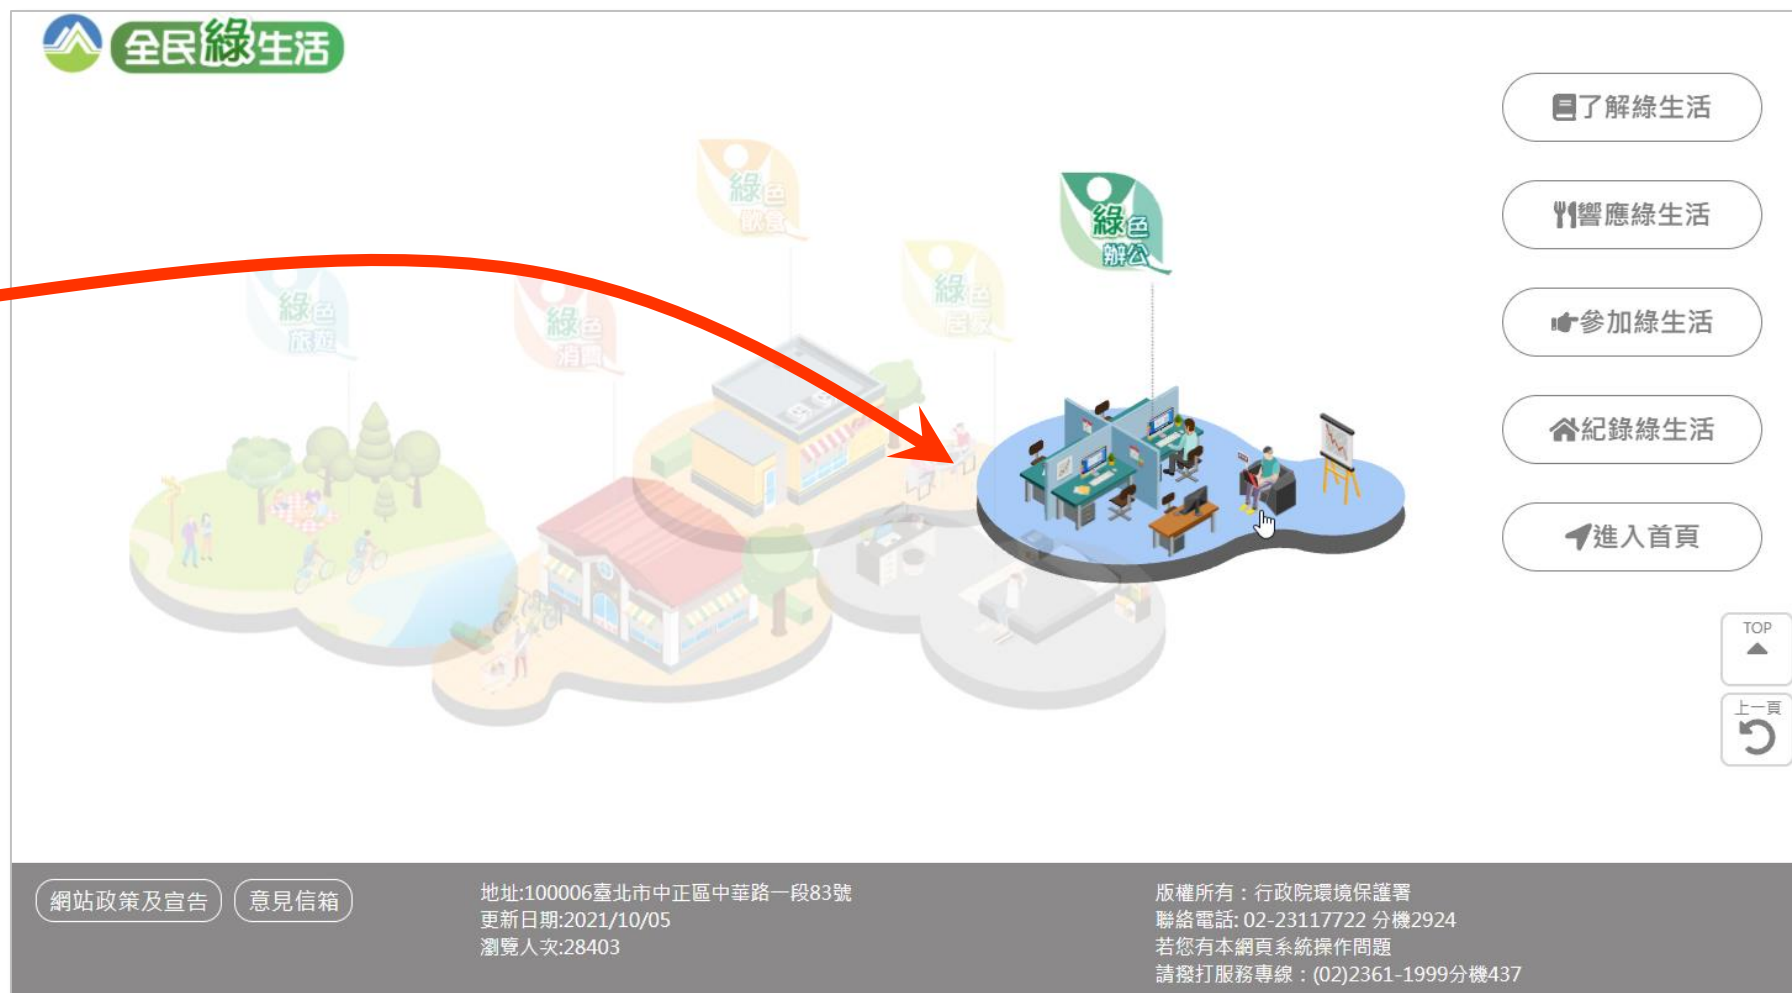 全民綠生活
了解綠生活
綠色
飲食
綠色
辦公
響應綠生活
綠色
居家
綠色
旅遊
綠色
消費
參加綠生活
紀錄綠生活
進入首頁
TOP
上一頁
網站政策及宣告
意見信箱
地址:100006臺北市中正區中華路一段83號
更新日期:2021/10/05
瀏覽人次:28403
版權所有：行政院環境保護署
聯絡電話: 02-23117722 分機2924
若您有本網頁系統操作問題
請撥打服務專線：(02)2361-1999分機437